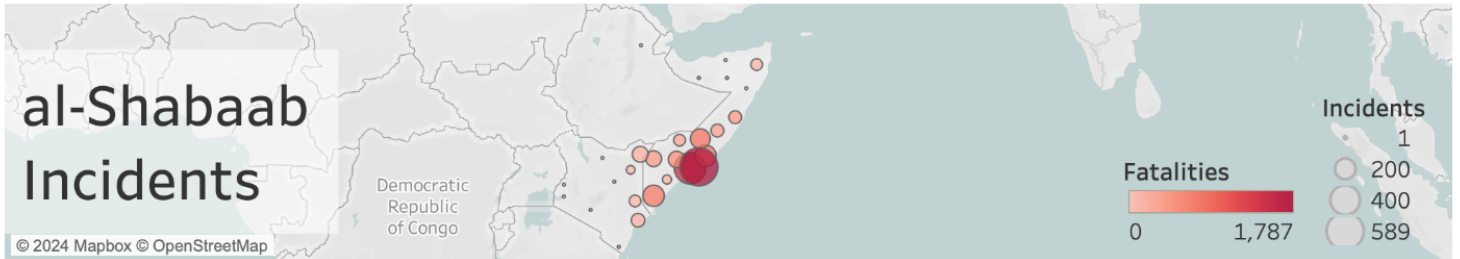 al-Shabaab
Incidents
Democratic
Republic
of Congo
© 2024 Mapbox © OpenStreetMap
Fatalities
0 1,787
Incidents
1
200
400
589